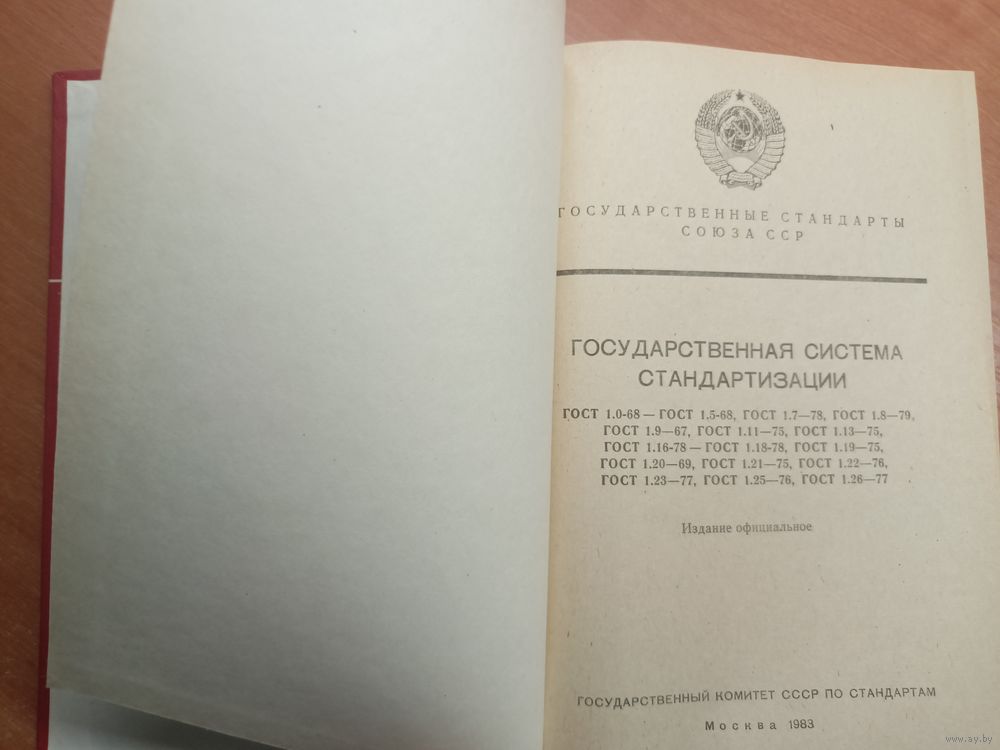 ГОСУДАРСТВЕННЫЕ СТАНДАРТЫ
СОЮЗА ССР
ГОСУДАРСТВЕННАЯ СИСТЕМА
СТАНДАРТИЗАЦИИ
ГОСТ 1.0-68 — ГОСТ 1.5-68, ГОСТ 1.7—78, ГОСТ 1.8—79,
ГОСТ 1.9—67, ГОСТ 1.11—75, ГОСТ 1.13—75,
ГОСТ 1.16-78 — ГОСТ 1.18-78, ГОСТ 1.19—75,
ГОСТ 1.20—69, ГОСТ 1.21—75, ГОСТ 1.22—76,
ГОСТ 1.23—77, ГОСТ 1.25—76, ГОСТ 1.26—77
Издание официальное
ГОСУДАРСТВЕННЫЙ КОМИТЕТ СССР ПО СТАНДАРТАМ
Москва 1983
www.ay.by